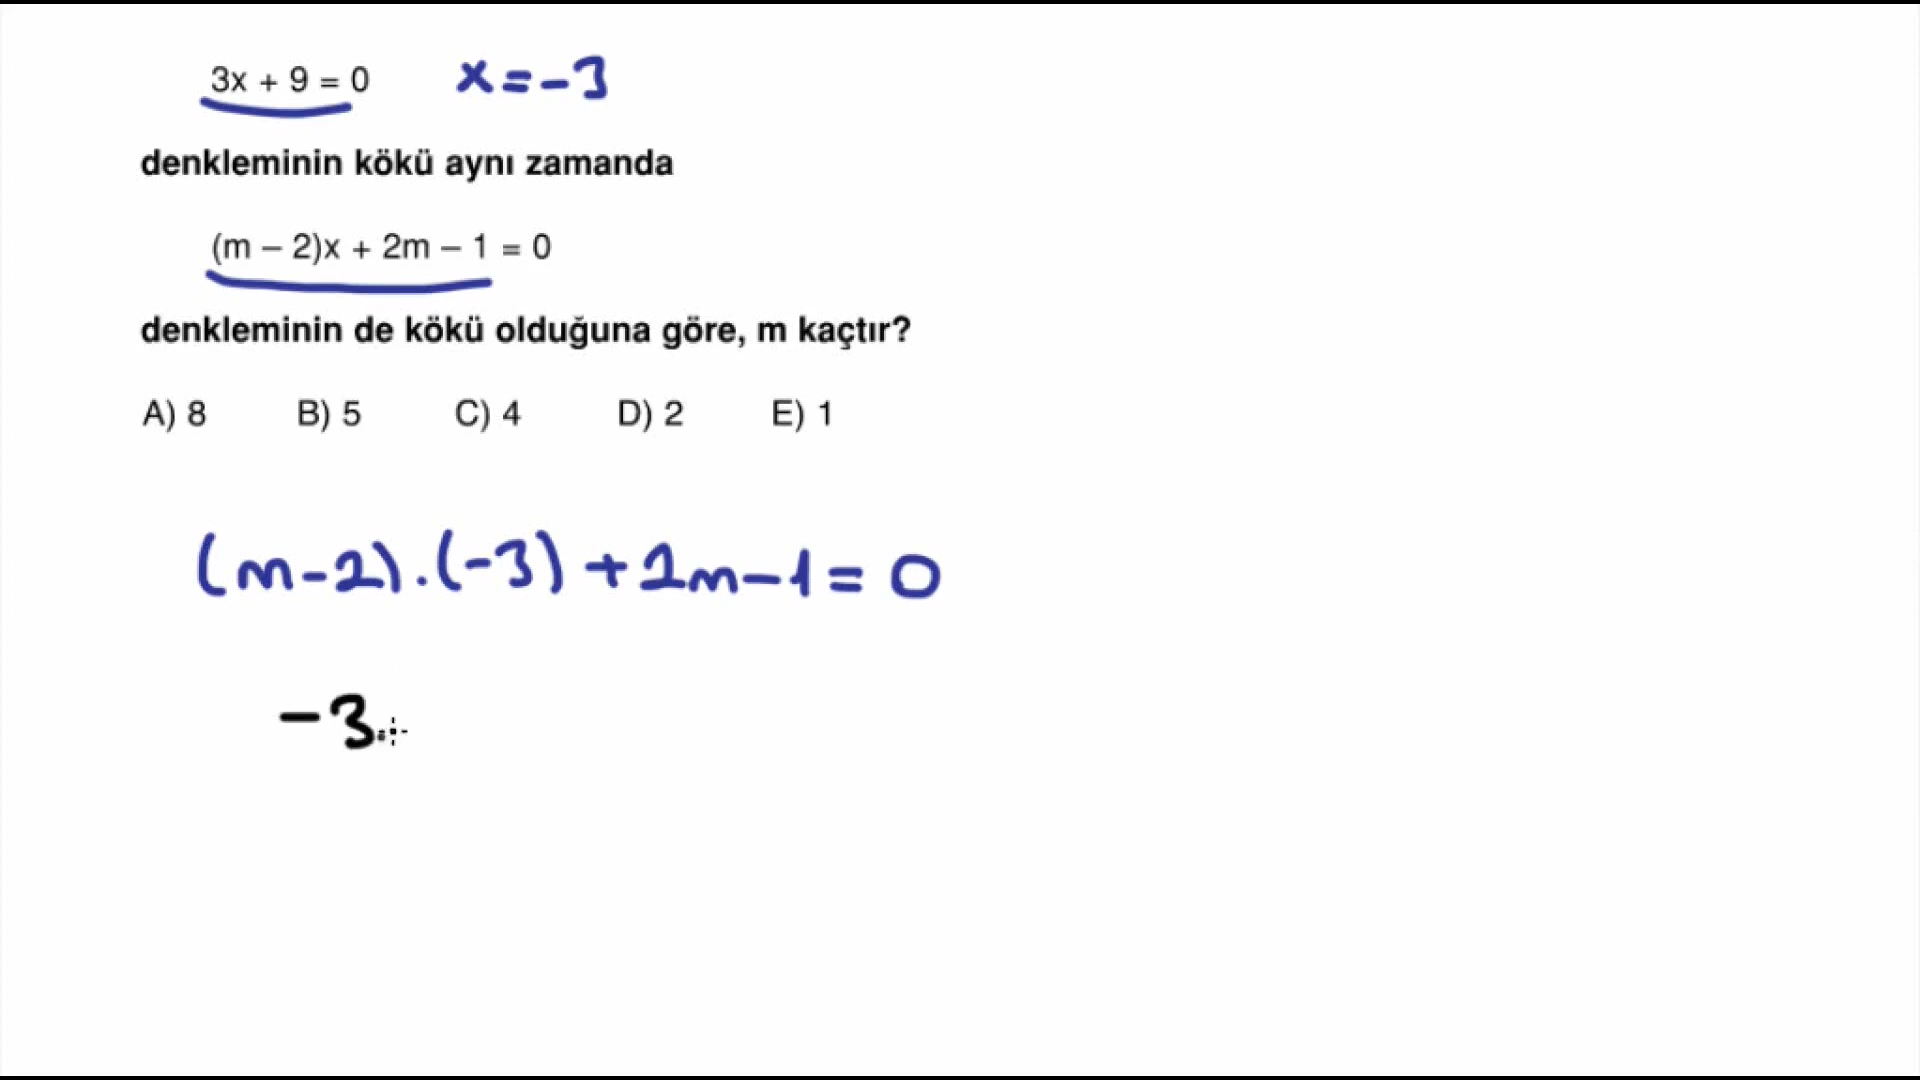 3x + 9 = 0 x = -3
denkleminin kökü aynı zamanda
(m – 2)x + 2m – 1 = 0
denkleminin de kökü olduğuna göre, m kaçtır?
A) 8 B) 5 C) 4 D) 2 E) 1
(m-2).(-3) + 2m-1 = 0
-3